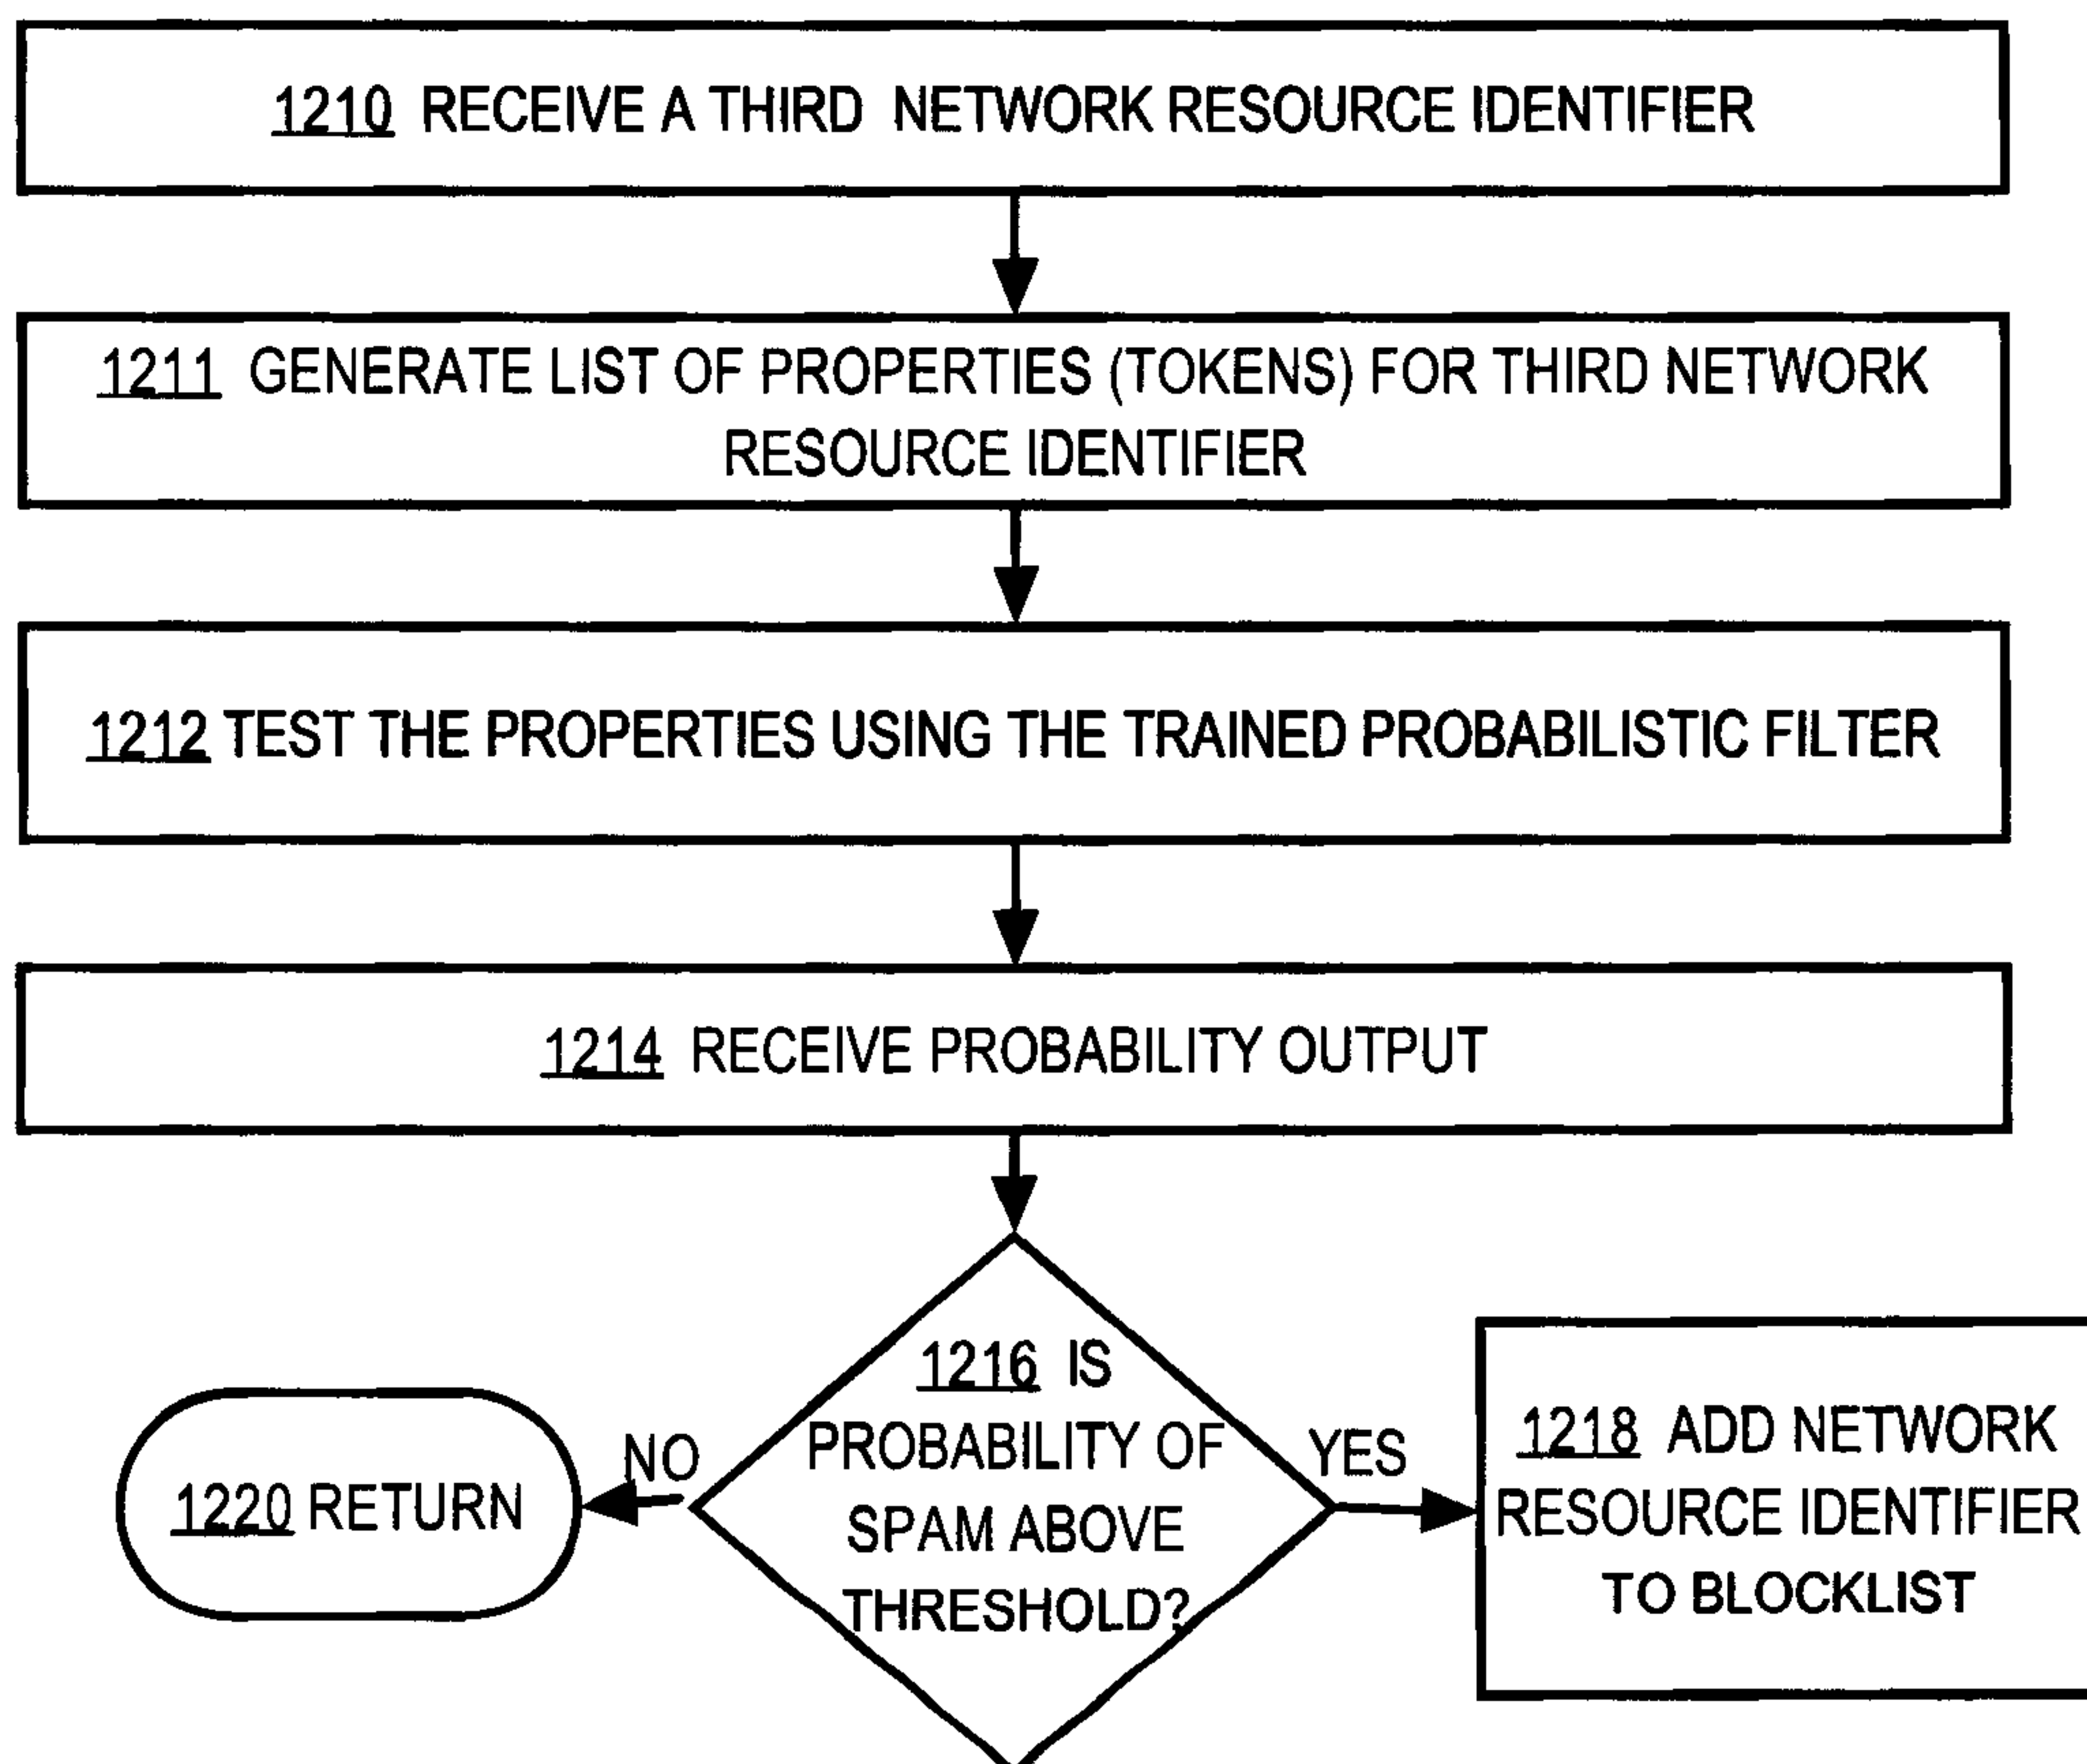 1210 RECEIVE A THIRD NETWORK RESOURCE IDENTIFIER
1211 GENERATE LIST OF PROPERTIES (TOKENS) FOR THIRD NETWORK
RESOURCE IDENTIFIER
1212 TEST THE PROPERTIES USING THE TRAINED PROBABILISTIC FILTER
1214 RECEIVE PROBABILITY OUTPUT
1216 IS
PROBABILITY OF
SPAM ABOVE
THRESHOLD?
NO
1220 RETURN
YES
1218 ADD NETWORK
RESOURCE IDENTIFIER
TO BLOCKLIST